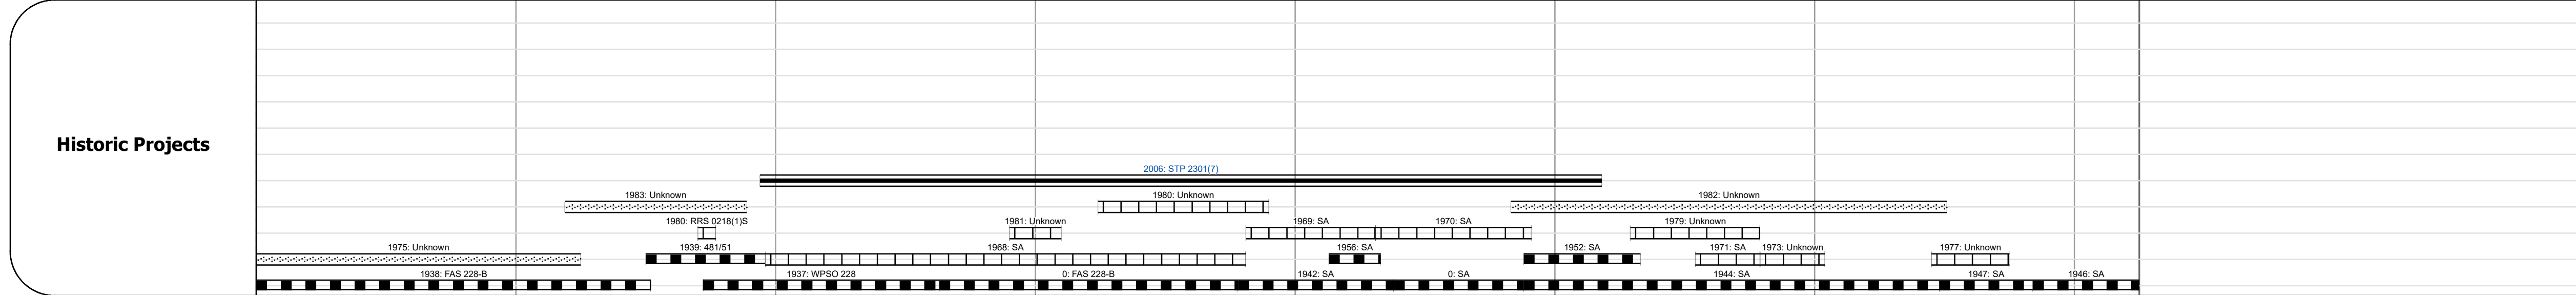 Historic Projects
2006: STP 2301(7)
1983: Unknown
1980: Unknown
1982: Unknown
1980: RRS 0218(1)S
1981: Unknown
1969: SA
1970: SA
1979: Unknown
1975: Unknown
1939: 481/51
1968: SA
1956: SA
1952: SA
1971: SA
1973: Unknown
1977: Unknown
1938: FAS 228-B
1937: WPSO 228
0: FAS 228-B
1942: SA
0: SA
1944: SA
1947: SA
1946: SA